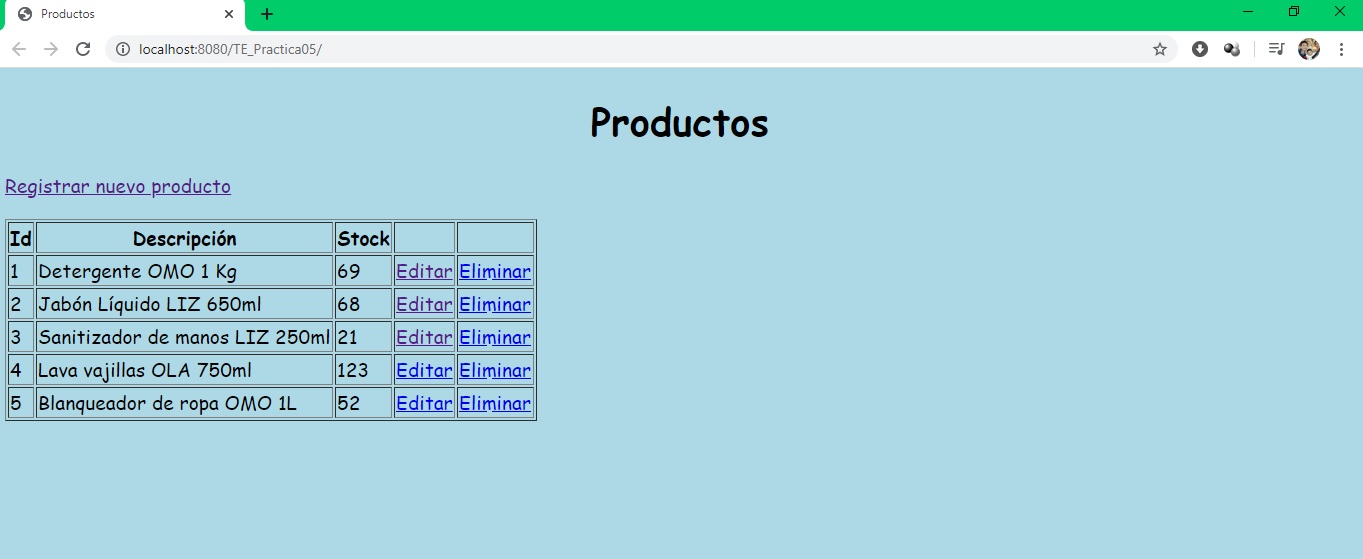 Productos
localhost:8080/TE_Practica05/
Productos
Registrar nuevo producto
Id Descripción Stock
1 Detergente OMO 1 Kg 69 Editar Eliminar
2 Jabón Líquido LIZ 650ml 68 Editar Eliminar
3 Sanitizador de manos LIZ 250ml 21 Editar Eliminar
4 Lava vajillas OLA 750ml 123 Editar Eliminar
5 Blanqueador de ropa OMO 1L 52 Editar Eliminar